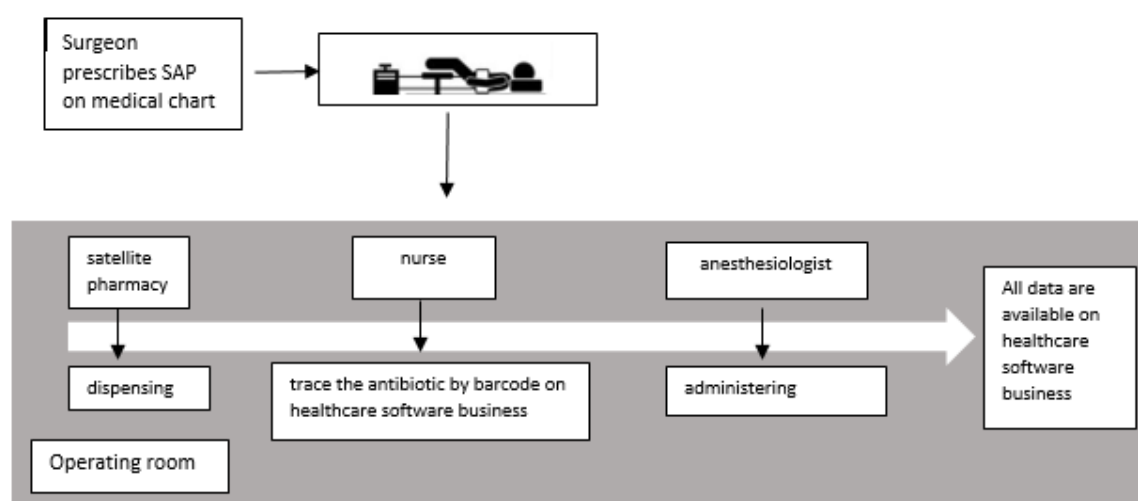 Surgeon
prescribes SAP
on medical chart
satellite
pharmacy
nurse
anesthesiologist
All data are
available on
healthcare
software
business
dispensing
trace the antibiotic by barcode on
healthcare software business
administering
Operating room